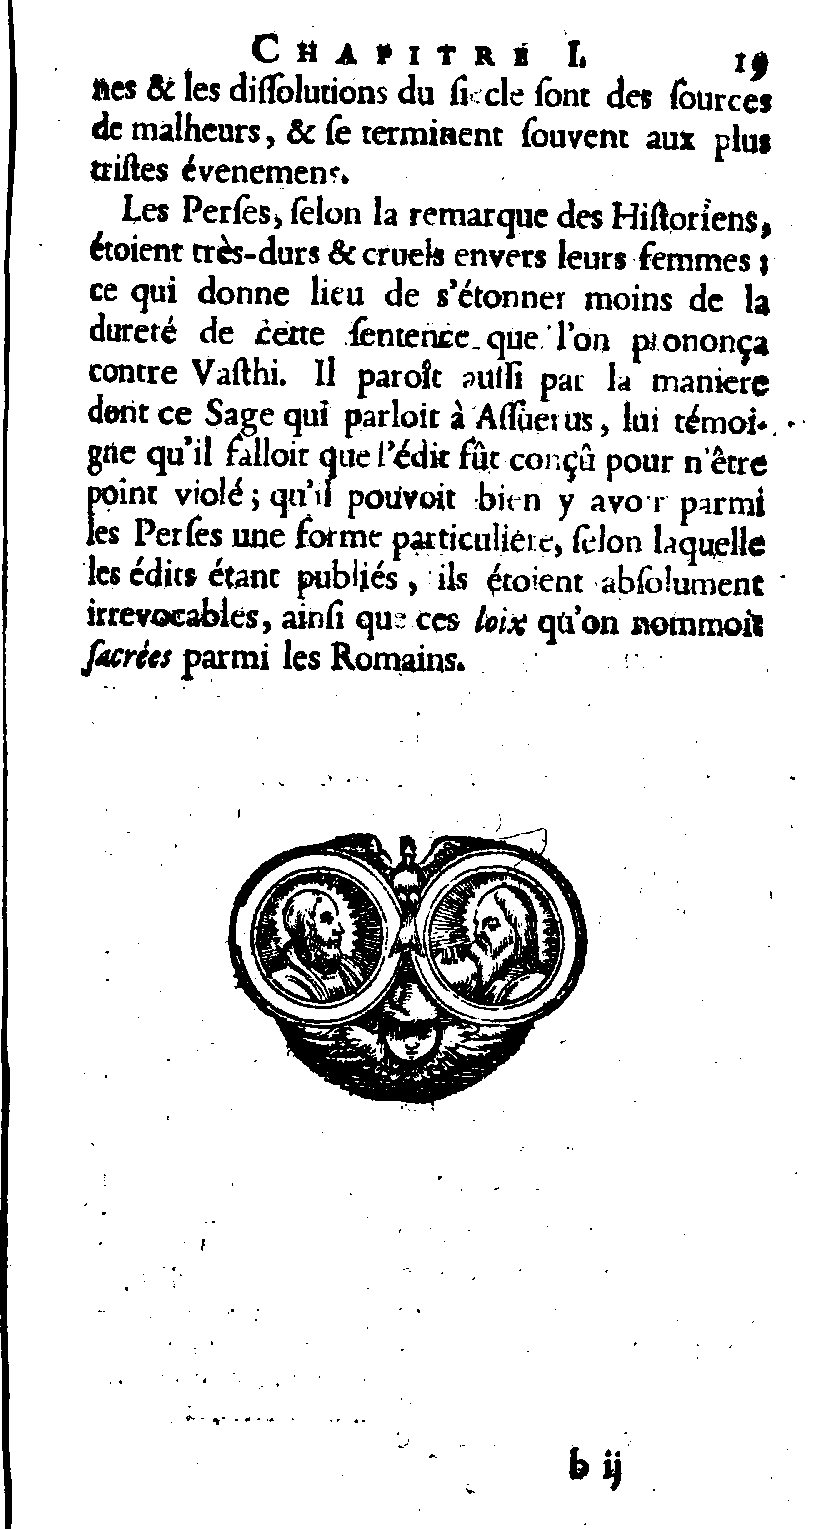 CHAPITRE I. 19
nes & les diſſolutions du ſiecle ſont des ſources
de malheurs, & ſe terminent ſouvent aux plus
triſtes évenemens.
Les Perſes, ſelon la remarque des Hiſtoriens,
étoient très-durs & cruels envers leurs femmes ;
ce qui donne lieu de s'étonner moins de la
dureté de cette ſentence que l'on prononça
contre Vaſthi. Il paroît auſſi par la maniere
dont ce Sage qui parloit à Aſſuerus, lui témoi-
gne qu'il falloit que l'édit fût conçû pour n'être
point violé ; qu'il pouvoit bien y avoir parmi
les Perſes une forme particuliére, ſelon laquelle
les édits étant publiés, ils étoient abſolument
irrevocables, ainſi que ces loix qu'on nommoit
ſacrées parmi les Romains.
b ij